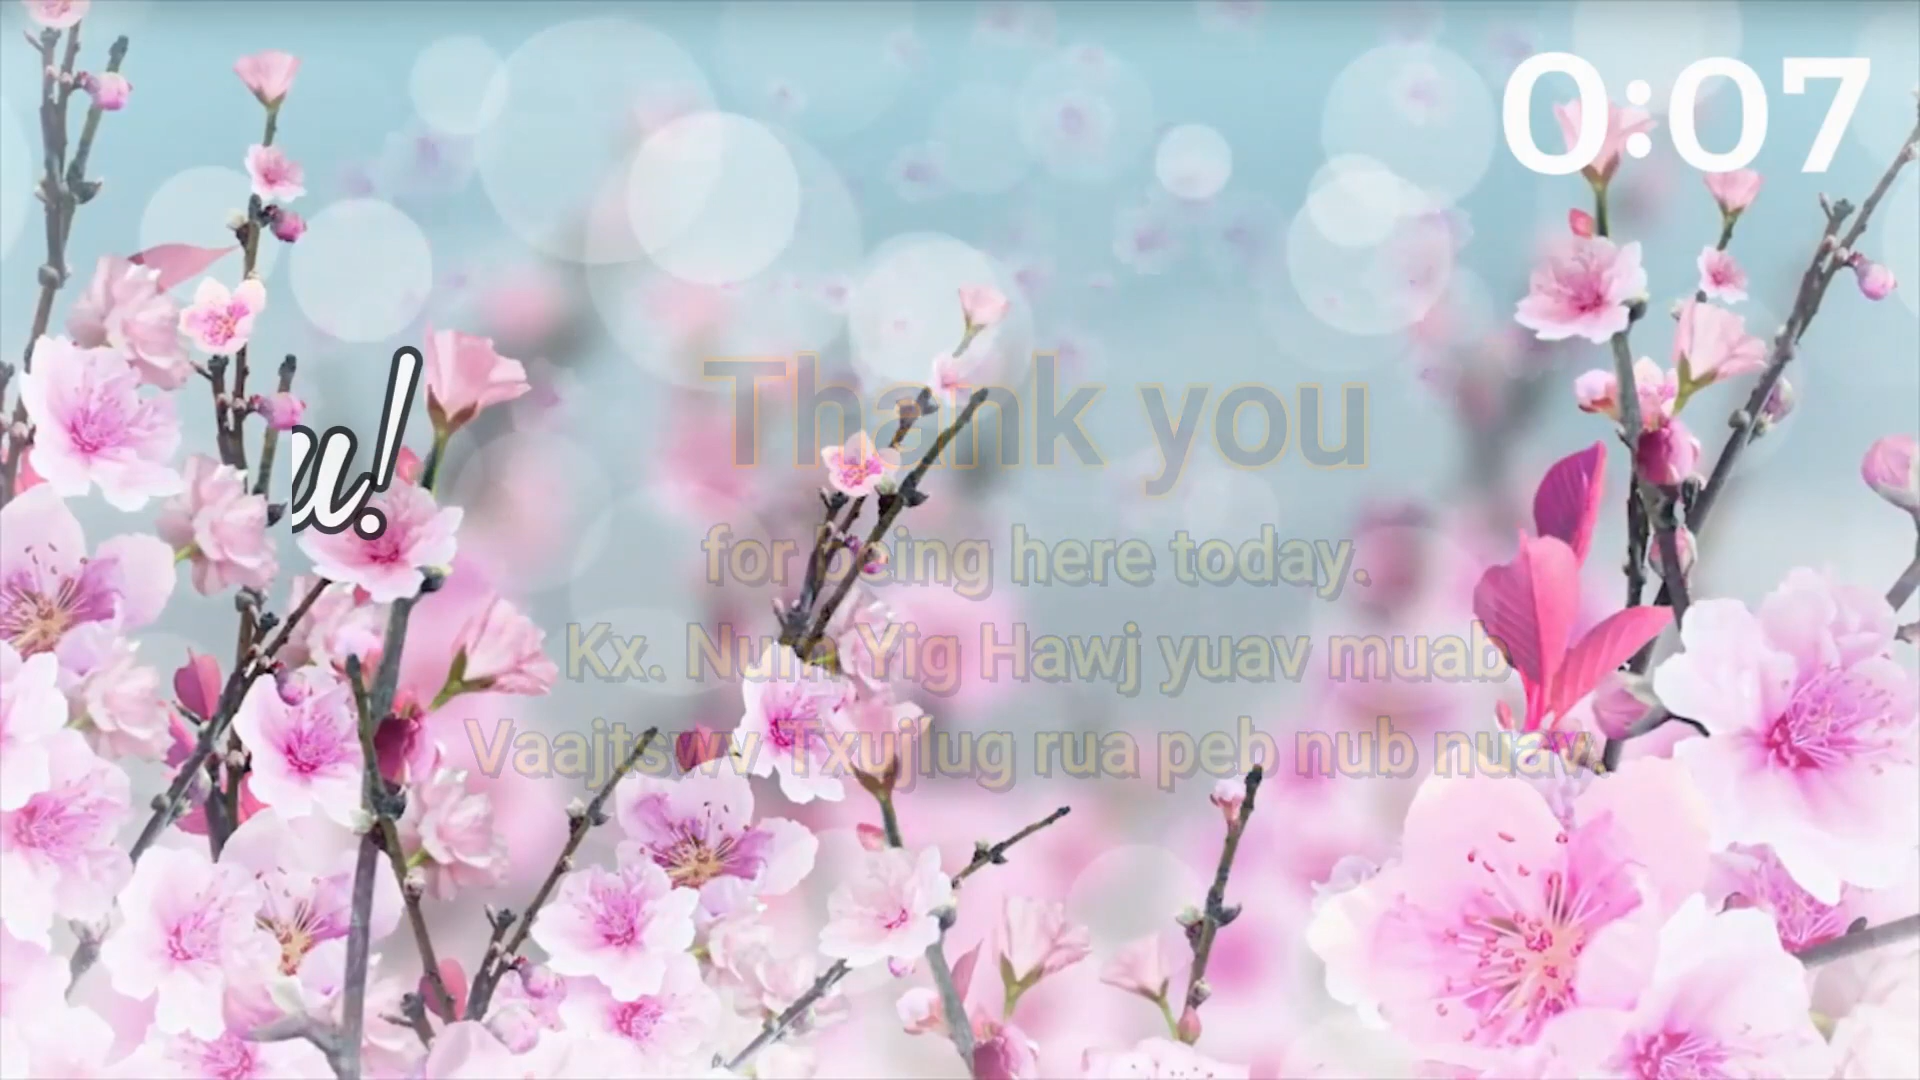 0:07
u!
Thank you
for being here today.
Kx. Num Yig Hawj yuav muab
Vaajtswv Txujlug rua peb nub nuav